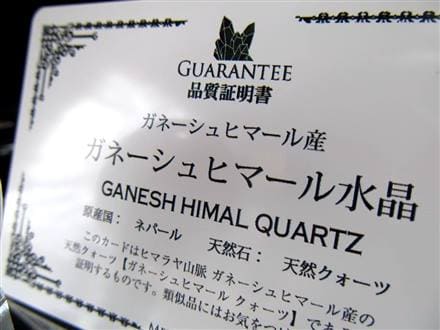 GUARANTEE
品質証明書
ガネーシュヒマール産
ガネーシュヒマール水晶
GANESH HIMAL QUARTZ
原産国： ネパール 天然石： 天然クォーツ
このカードはヒマラヤ山脈 ガネーシュヒマール産の
天然クォーツ【ガネーシュヒマール クォーツ】であ
証明するものです。類似品にはお気をつ